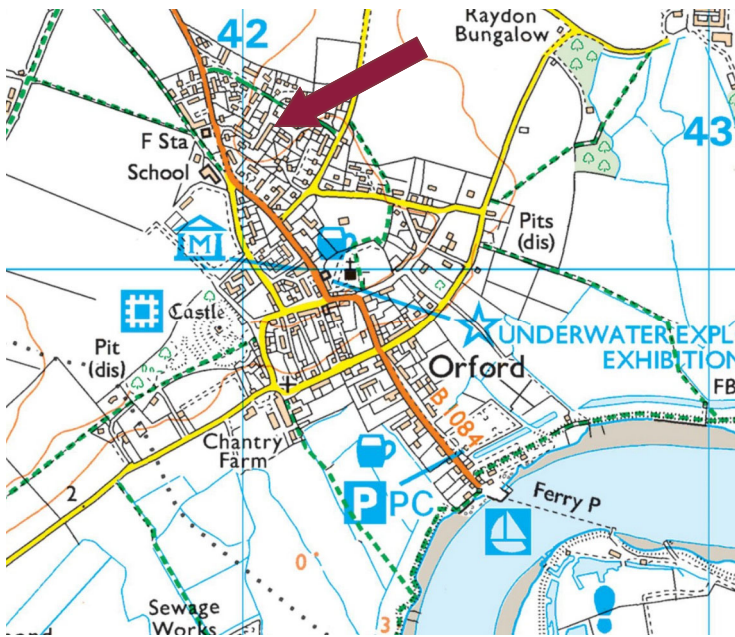 42
Raydon
Bungalow
43
F Sta
School
M
Pits
(dis)
Castle
Pit
(dis)
UNDERWATER EXPL
EXHIBITION
Orford
FB
B 1084
Chantry
Farm
P PC
Ferry P
2
0
Sewage
Works
3